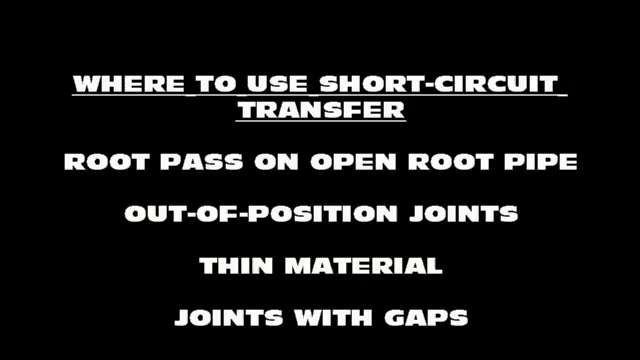 WHERE TO USE SHORT-CIRCUIT
TRANSFER
ROOT PASS ON OPEN ROOT PIPE
OUT-OF-POSITION JOINTS
THIN MATERIAL
JOINTS WITH GAPS